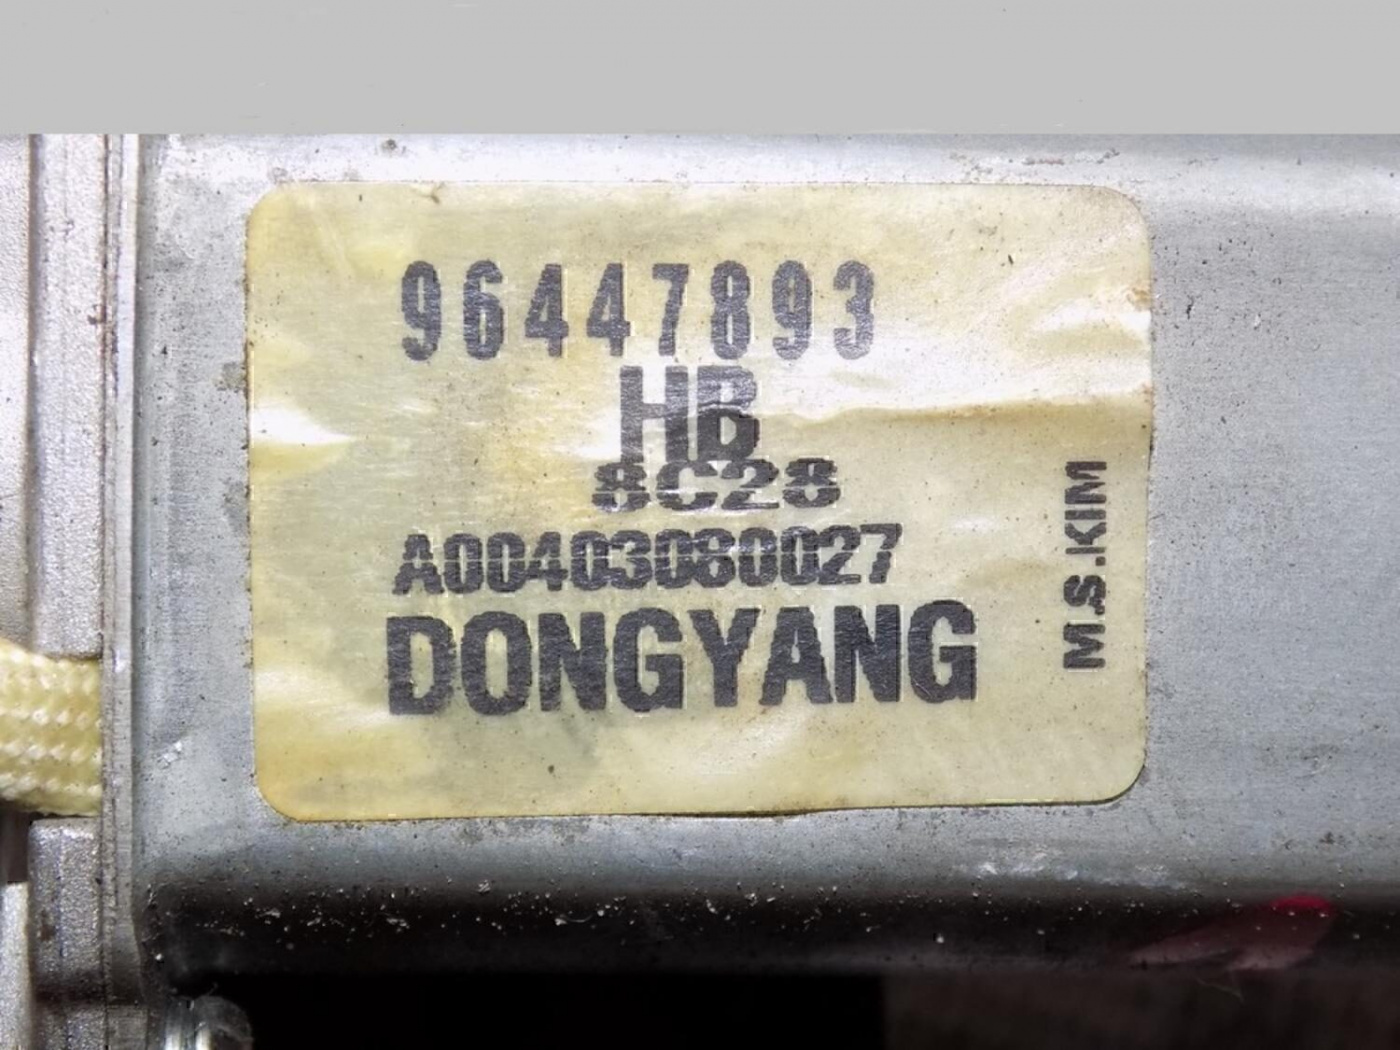 96447893
HB
8C28
A00403080027
DONGYANG
M.S.KIM